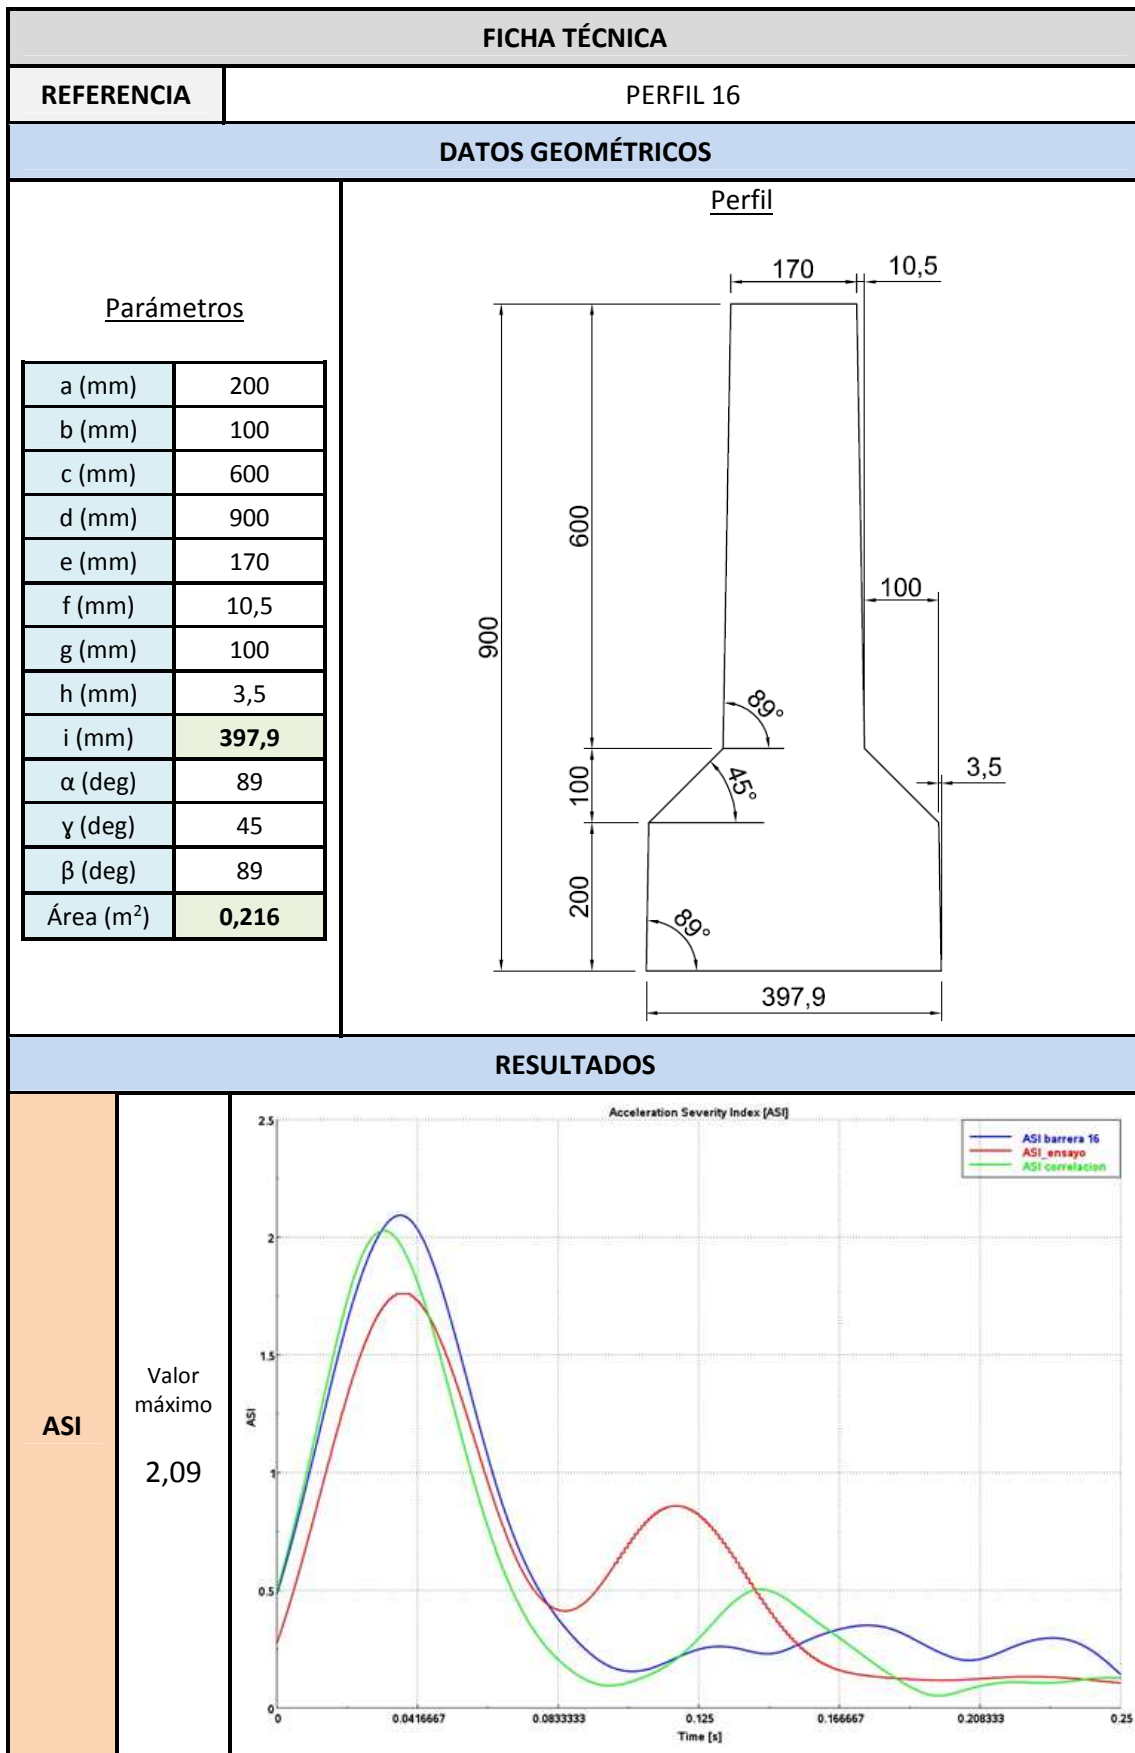 FICHA TÉCNICA
REFERENCIA PERFIL 16
DATOS GEOMÉTRICOS
Parámetros
a (mm) 200
b (mm) 100
c (mm) 600
d (mm) 900
e (mm) 170
f (mm) 10,5
g (mm) 100
h (mm) 3,5
i (mm) 397,9
α (deg) 89
γ (deg) 45
β (deg) 89
Área (m²) 0,216
Perfil
170 10,5
600
900
100
89°
100
45°
3,5
200
89°
397,9
RESULTADOS
ASI
Valor
máximo
2,09
Acceleration Severity Index [ASI]
ASI barrera 16
ASI_ensayo
ASI correlacion
2.5
2
1.5
1
0.5
0
ASI
0 0.0416667 0.0833333 0.125 0.166667 0.208333 0.25
Time [s]